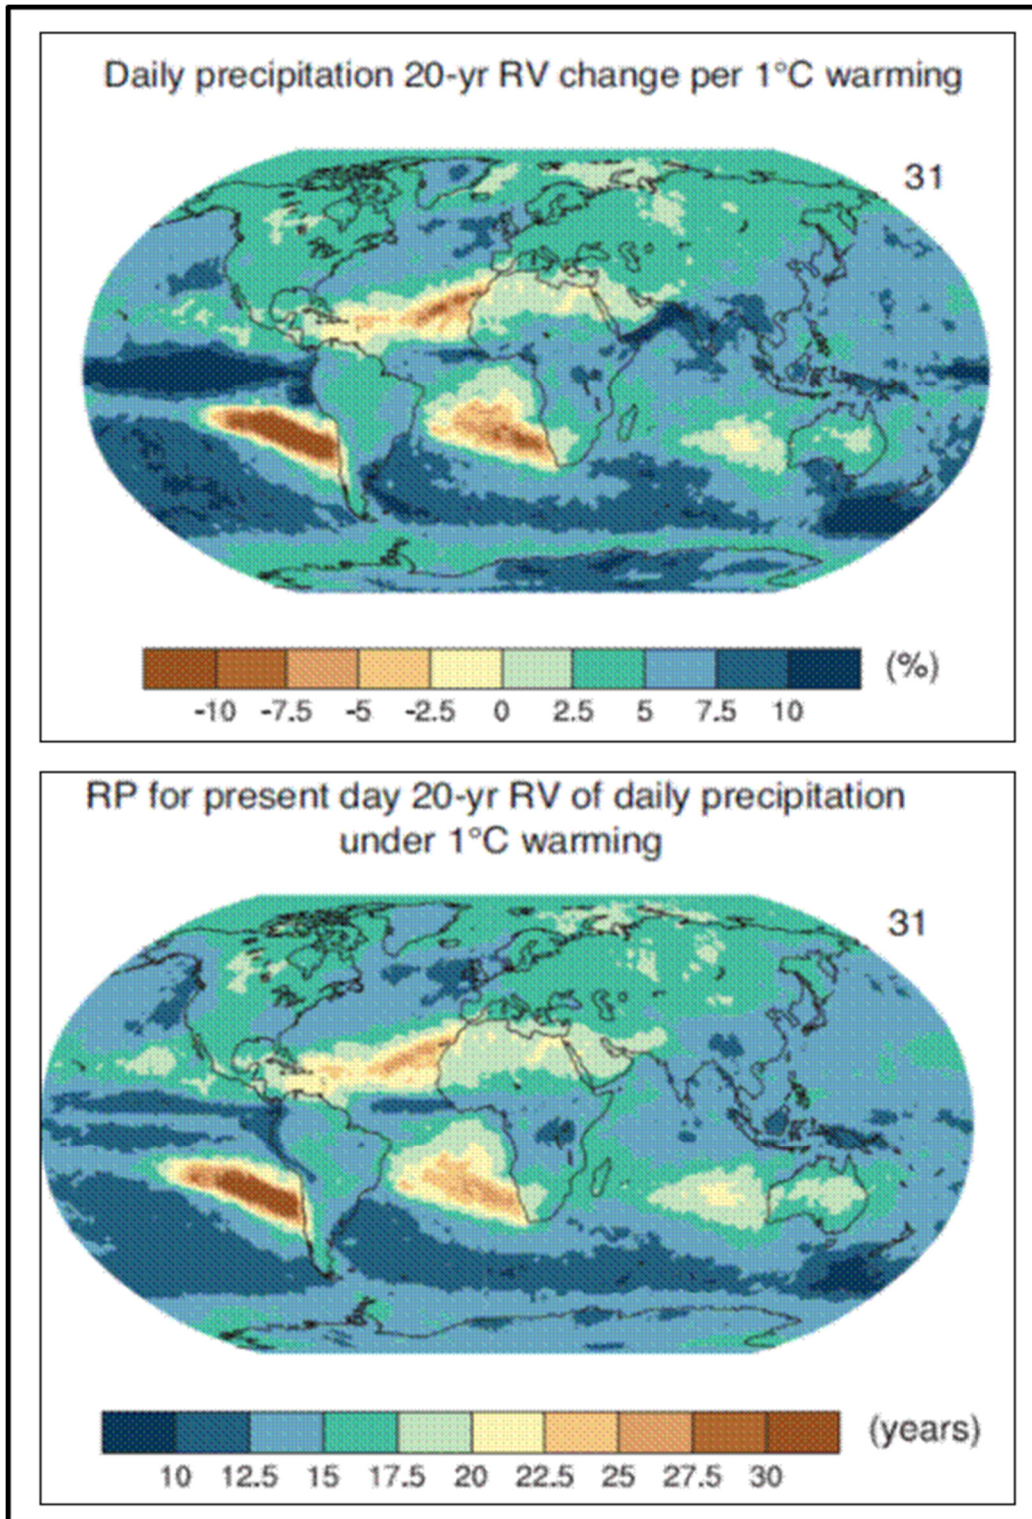 Daily precipitation 20-yr RV change per 1°C warming
31
(%)
-10 -7.5 -5 -2.5 0 2.5 5 7.5 10
RP for present day 20-yr RV of daily precipitation
under 1°C warming
31
(years)
10 12.5 15 17.5 20 22.5 25 27.5 30